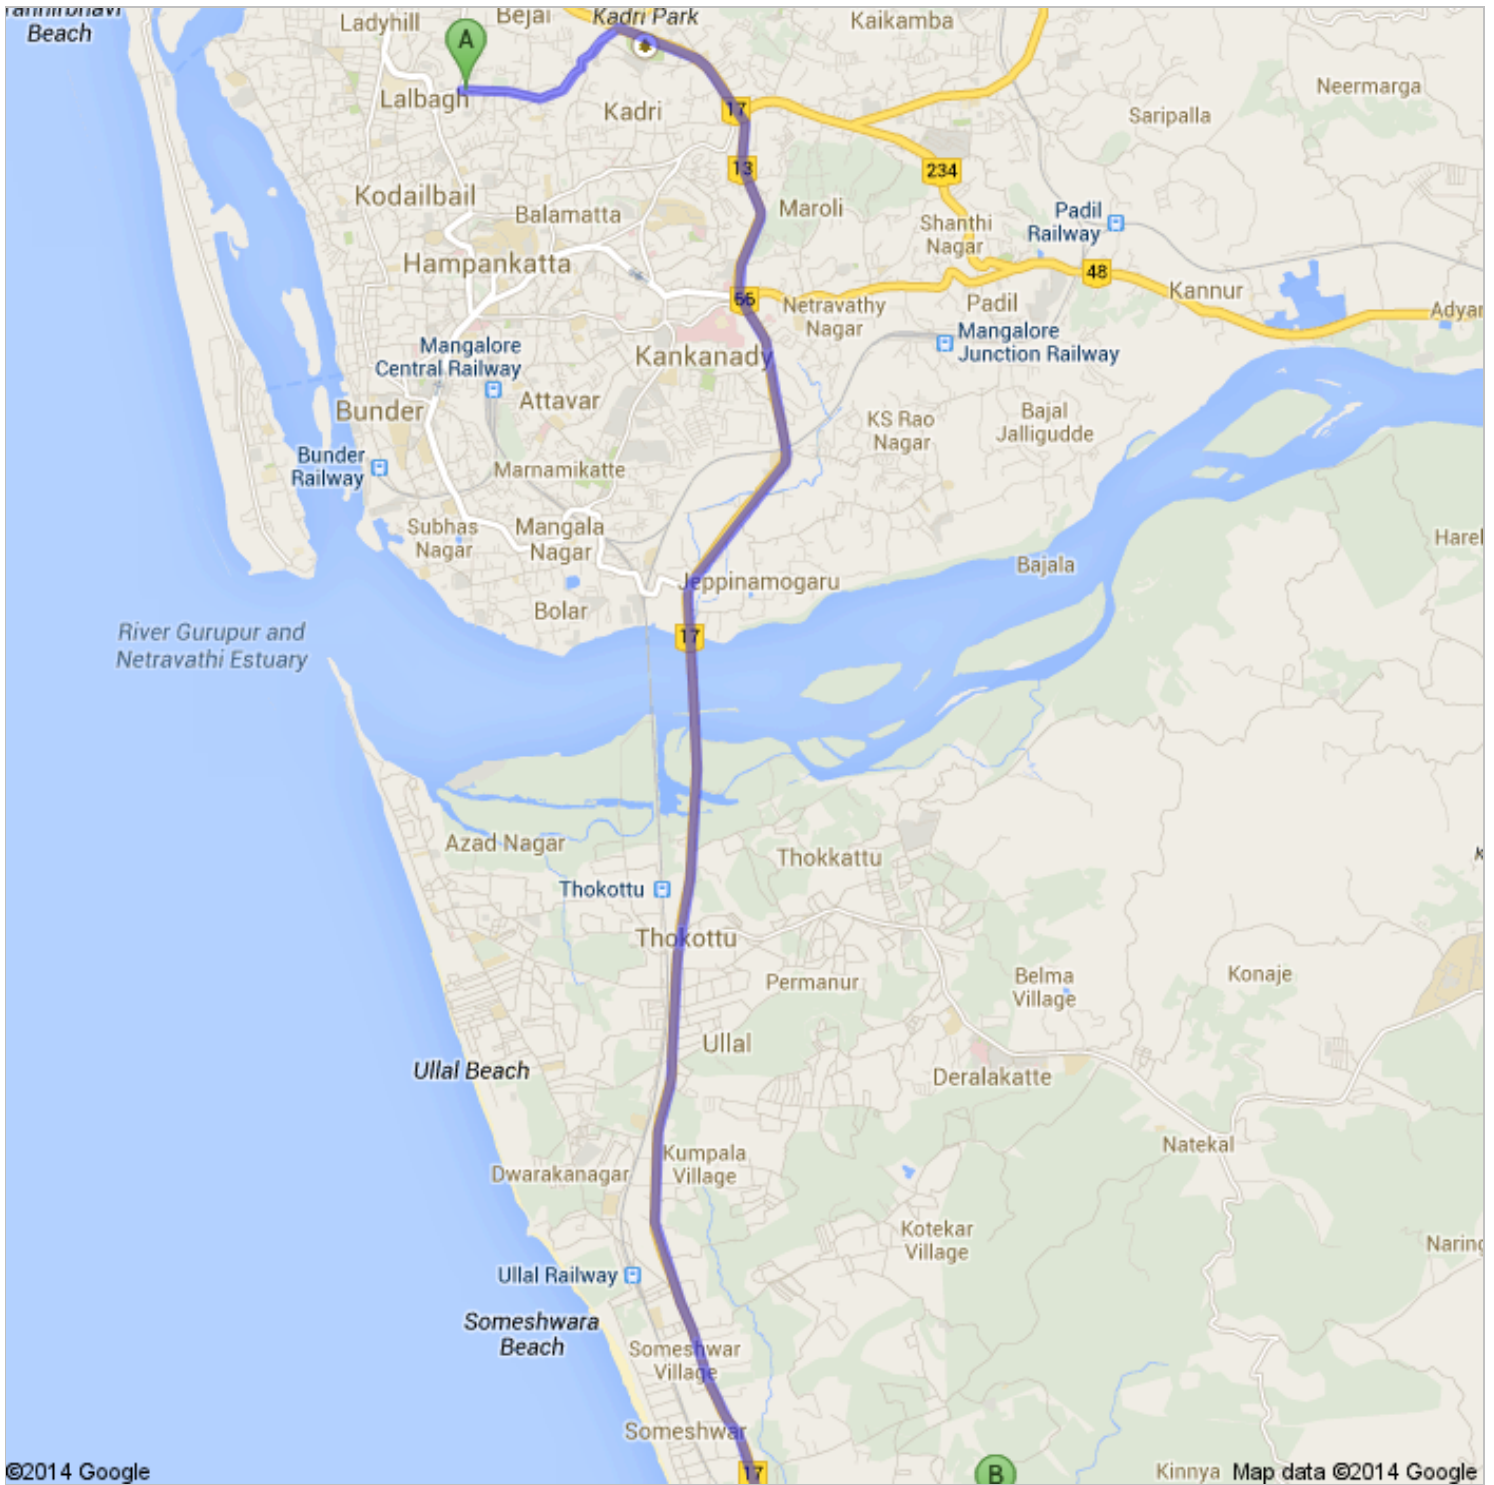 Bejai
Kadri Park
Ladyhill
Kaikamba
Beach
A
Neermarga
Lalbagh
Kadri
17
Saripalla
13
234
Kodailbail
Balamatta
Maroli
Padil
Railway
Shanthi
Nagar
Hampankatta
48
66
Netravathy
Nagar
Padil
Kannur
Adyar
Mangalore
Central Railway
Kankanady
Mangalore
Junction Railway
Bunder
Attavar
KS Rao
Nagar
Bajal
Jalligudde
Bunder
Railway
Marnamikatte
Subhas
Nagar
Mangala
Nagar
Harel
Bajala
Jeppinamogaru
Bolar
River Gurupur and
Netravathi Estuary
17
Azad Nagar
Thokkattu
K
Thokottu
Thokottu
Permanur
Belma
Village
Konaje
Ullal
Ullal Beach
Deralakatte
Kumpala
Village
Natekal
Dwarakanagar
Kotekar
Village
Naring
Ullal Railway
Someshwara
Beach
Someshwar
Village
Someshwar
17
B
Kinnya
©2014 Google
Map data ©2014 Google